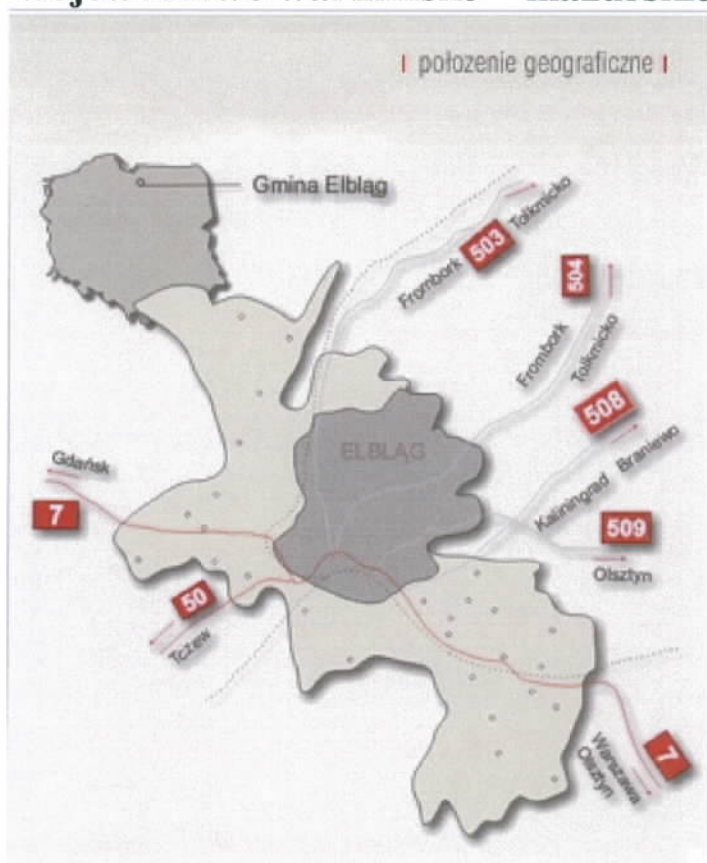 położenie geograficzne
Gmina Elbląg
Frombork 503 Tolkmicko
504
Frombork
Tolkmicko
508
ELBLĄG
Gdańsk
Kaliningrad Braniewo
7
509
Olsztyn
50
Tczew
7
Warszawa
Olsztyn